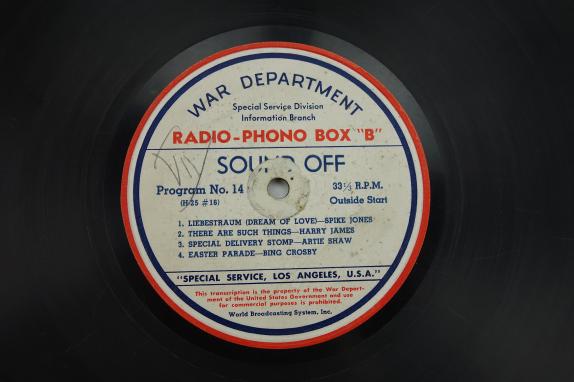 WAR DEPARTMENT
Special Service Division
Information Branch
RADIO-PHONO BOX "B"
SOUND OFF
Program No. 14
33⅓ R.P.M.
(H-25 #16)
Outside Start
1. LIEBESTRAUM (DREAM OF LOVE)—SPIKE JONES
2. THERE ARE SUCH THINGS—HARRY JAMES
3. SPECIAL DELIVERY STOMP—ARTIE SHAW
4. EASTER PARADE—BING CROSBY
"SPECIAL SERVICE, LOS ANGELES, U.S.A."
This transcription is the property of the War Depart-
ment of the United States Government and use
for commercial purposes is prohibited.
World Broadcasting System, Inc.